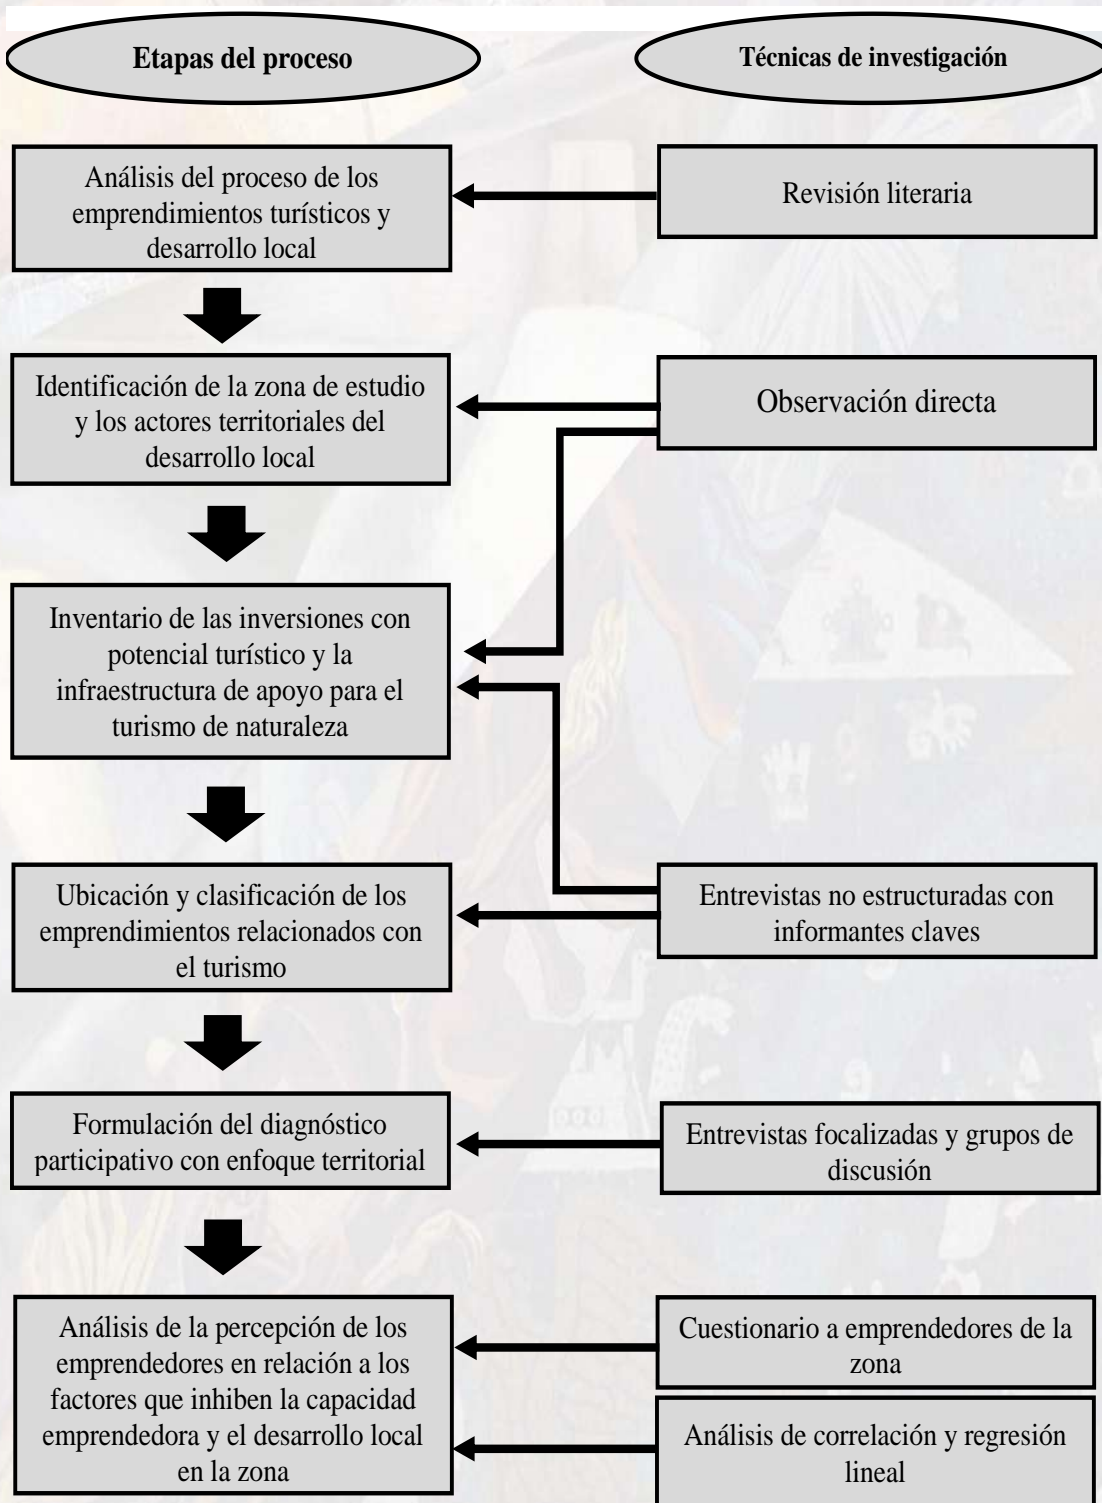 Etapas del proceso
Técnicas de investigación
Análisis del proceso de los
emprendimientos turísticos y
desarrollo local
Revisión literaria
Identificación de la zona de estudio
y los actores territoriales del
desarrollo local
Observación directa
Inventario de las inversiones con
potencial turístico y la
infraestructura de apoyo para el
turismo de naturaleza
Ubicación y clasificación de los
emprendimientos relacionados con
el turismo
Entrevistas no estructuradas con
informantes claves
Formulación del diagnóstico
participativo con enfoque territorial
Entrevistas focalizadas y grupos de
discusión
Análisis de la percepción de los
emprendedores en relación a los
factores que inhiben la capacidad
emprendedora y el desarrollo local
en la zona
Cuestionario a emprendedores de la
zona
Análisis de correlación y regresión
lineal